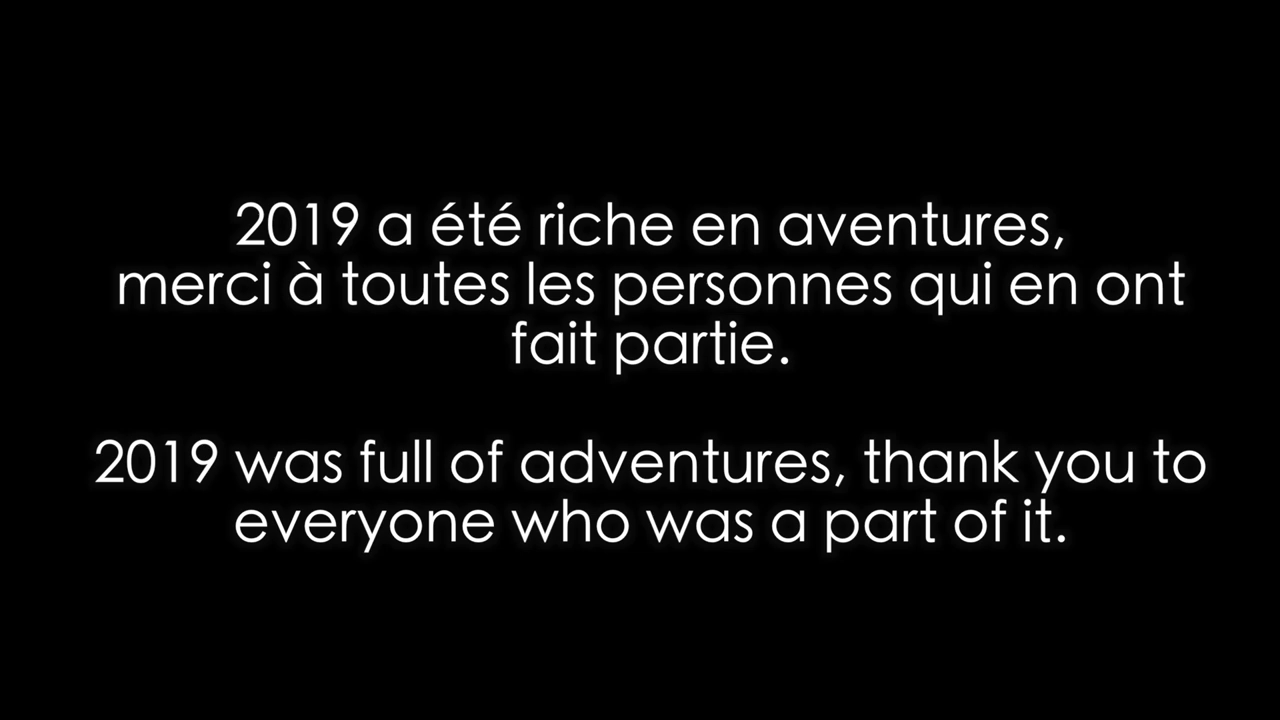 2019 a été riche en aventures,
merci à toutes les personnes qui en ont
fait partie.
2019 was full of adventures, thank you to
everyone who was a part of it.